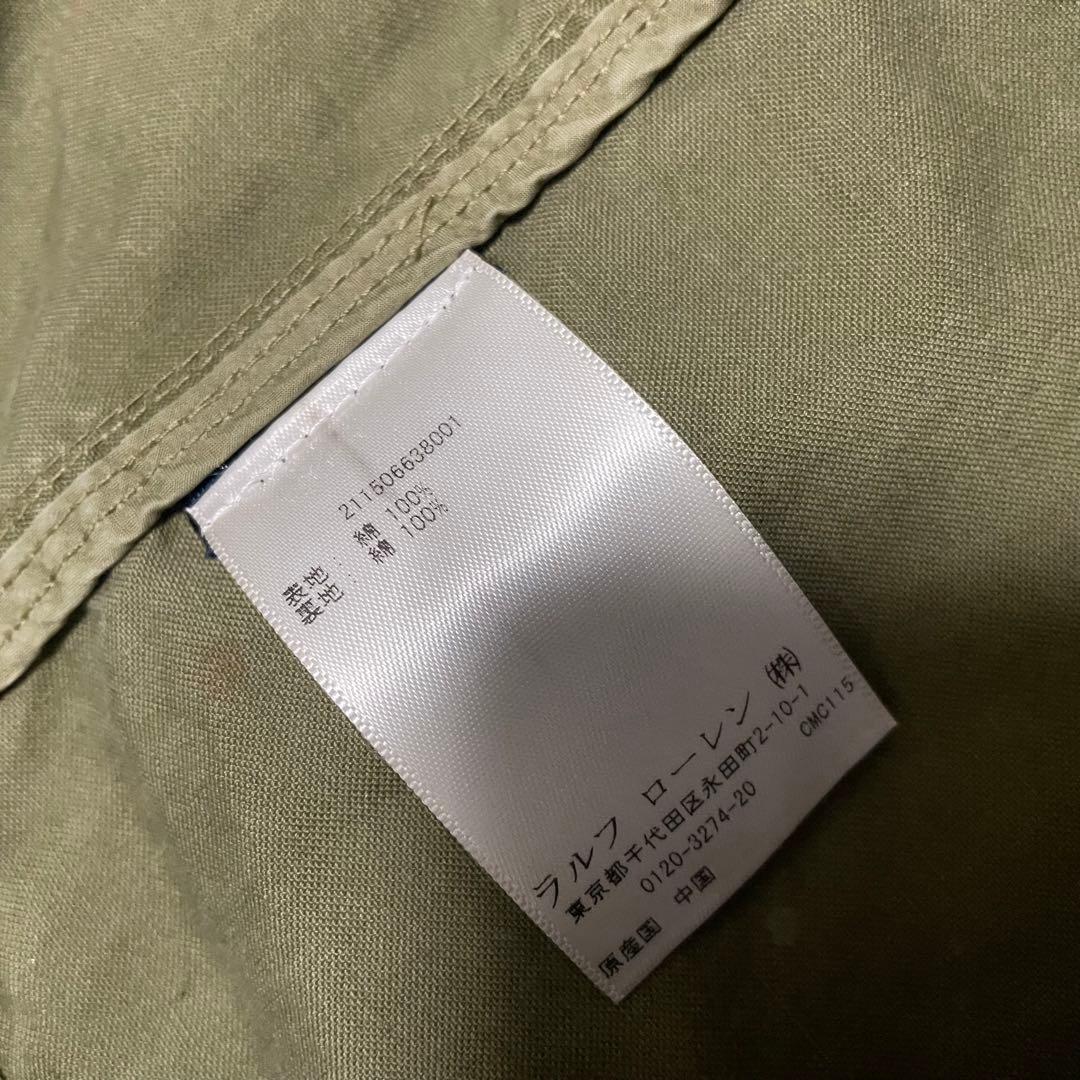 211506638001
表地: 綿 100%
裏地: 綿 100%
ラルフ ローレン (株)
東京都千代田区永田町2-10-1
0120-3274-20
CMC115
原産国 中国